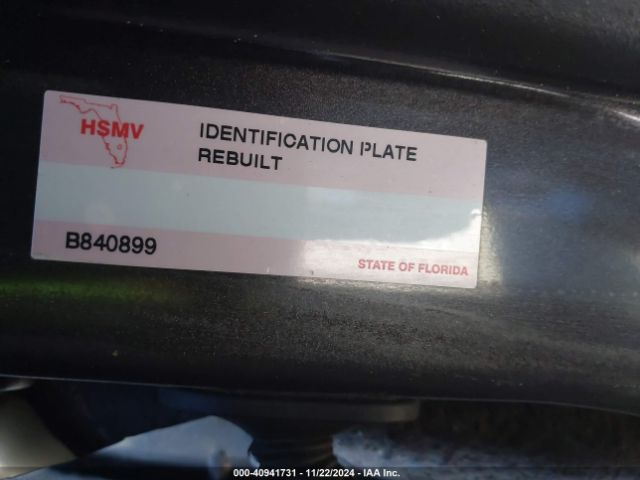 HSMV
IDENTIFICATION PLATE
REBUILT
B840899
STATE OF FLORIDA
000-40941731 - 11/22/2024 - IAA Inc.